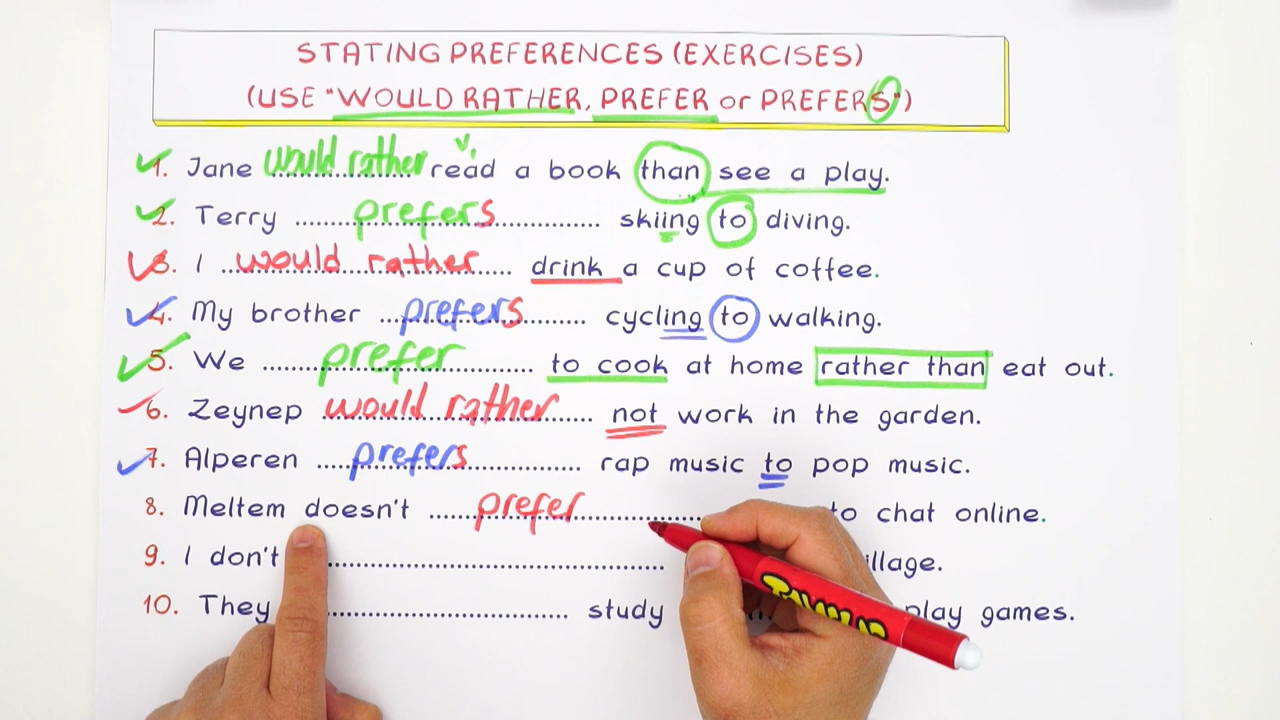 STATING PREFERENCES (EXERCISES)
(USE "WOULD RATHER, PREFER or PREFERS")
1. Jane would rather read a book than see a play.
2. Terry prefers skiing to diving.
3. I would rather drink a cup of coffee.
4. My brother prefers cycling to walking.
5. We prefer to cook at home rather than eat out.
6. Zeynep would rather not work in the garden.
7. Alperen prefers rap music to pop music.
8. Meltem doesn't prefer to chat online.
9. I don't
10. They study play games.